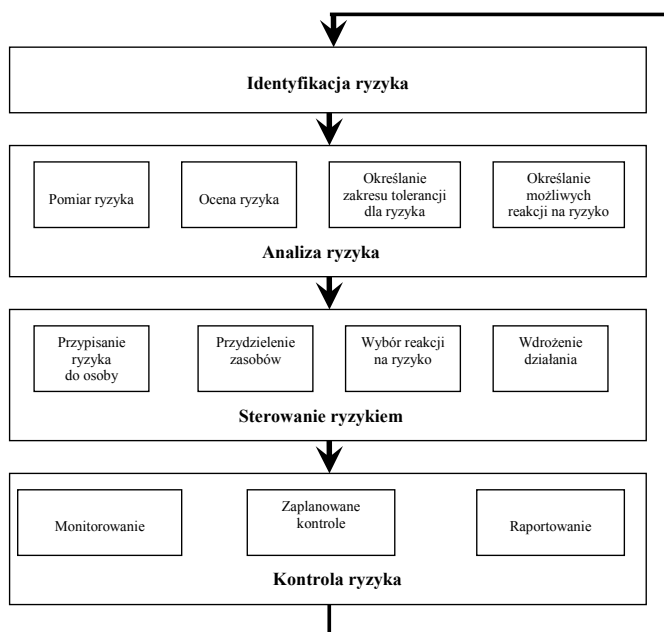 Identyfikacja ryzyka
Pomiar ryzyka
Ocena ryzyka
Określanie
zakresu tolerancji
dla ryzyka
Określanie
możliwych
reakcji na ryzyko
Analiza ryzyka
Przypisanie
ryzyka
do osoby
Przydzielenie
zasobów
Wybór reakcji
na ryzyko
Wdrożenie
działania
Sterowanie ryzykiem
Monitorowanie
Zaplanowane
kontrole
Raportowanie
Kontrola ryzyka